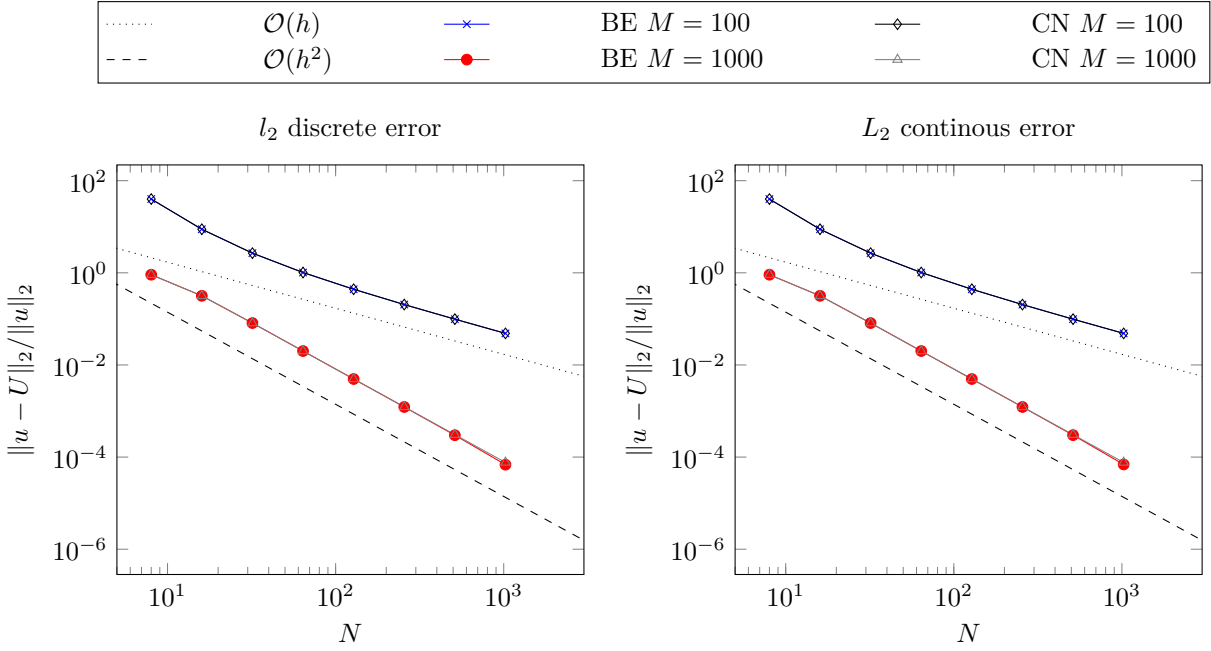 O(h) BE M = 100 CN M = 100
O(h²) BE M = 1000 CN M = 1000
l₂ discrete error
10²
10⁰
10⁻²
10⁻⁴
10⁻⁶
‖u − U‖₂/‖u‖₂
10¹ 10² 10³
N
L₂ continous error
10²
10⁰
10⁻²
10⁻⁴
10⁻⁶
‖u − U‖₂/‖u‖₂
10¹ 10² 10³
N